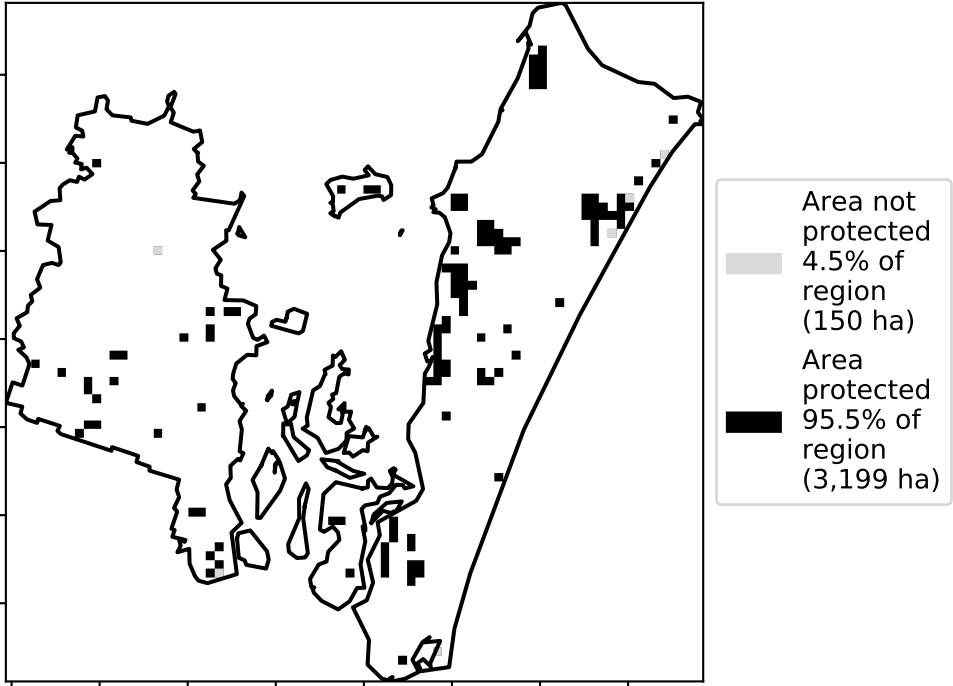 Area not
protected
4.5% of
region
(150 ha)
Area
protected
95.5% of
region
(3,199 ha)